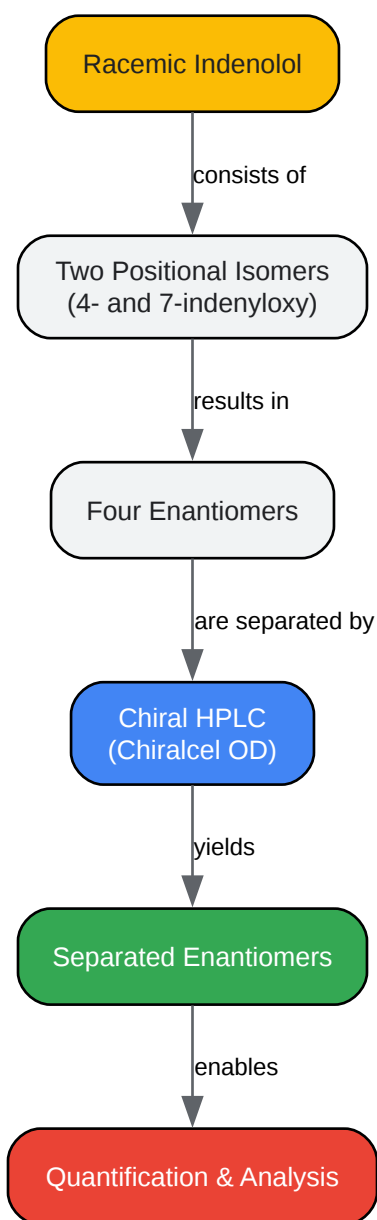 Racemic Indenolol
consists of
Two Positional Isomers
(4- and 7-indenyloxy)
results in
Four Enantiomers
are separated by
Chiral HPLC
(Chiralcel OD)
yields
Separated Enantiomers
enables
Quantification & Analysis